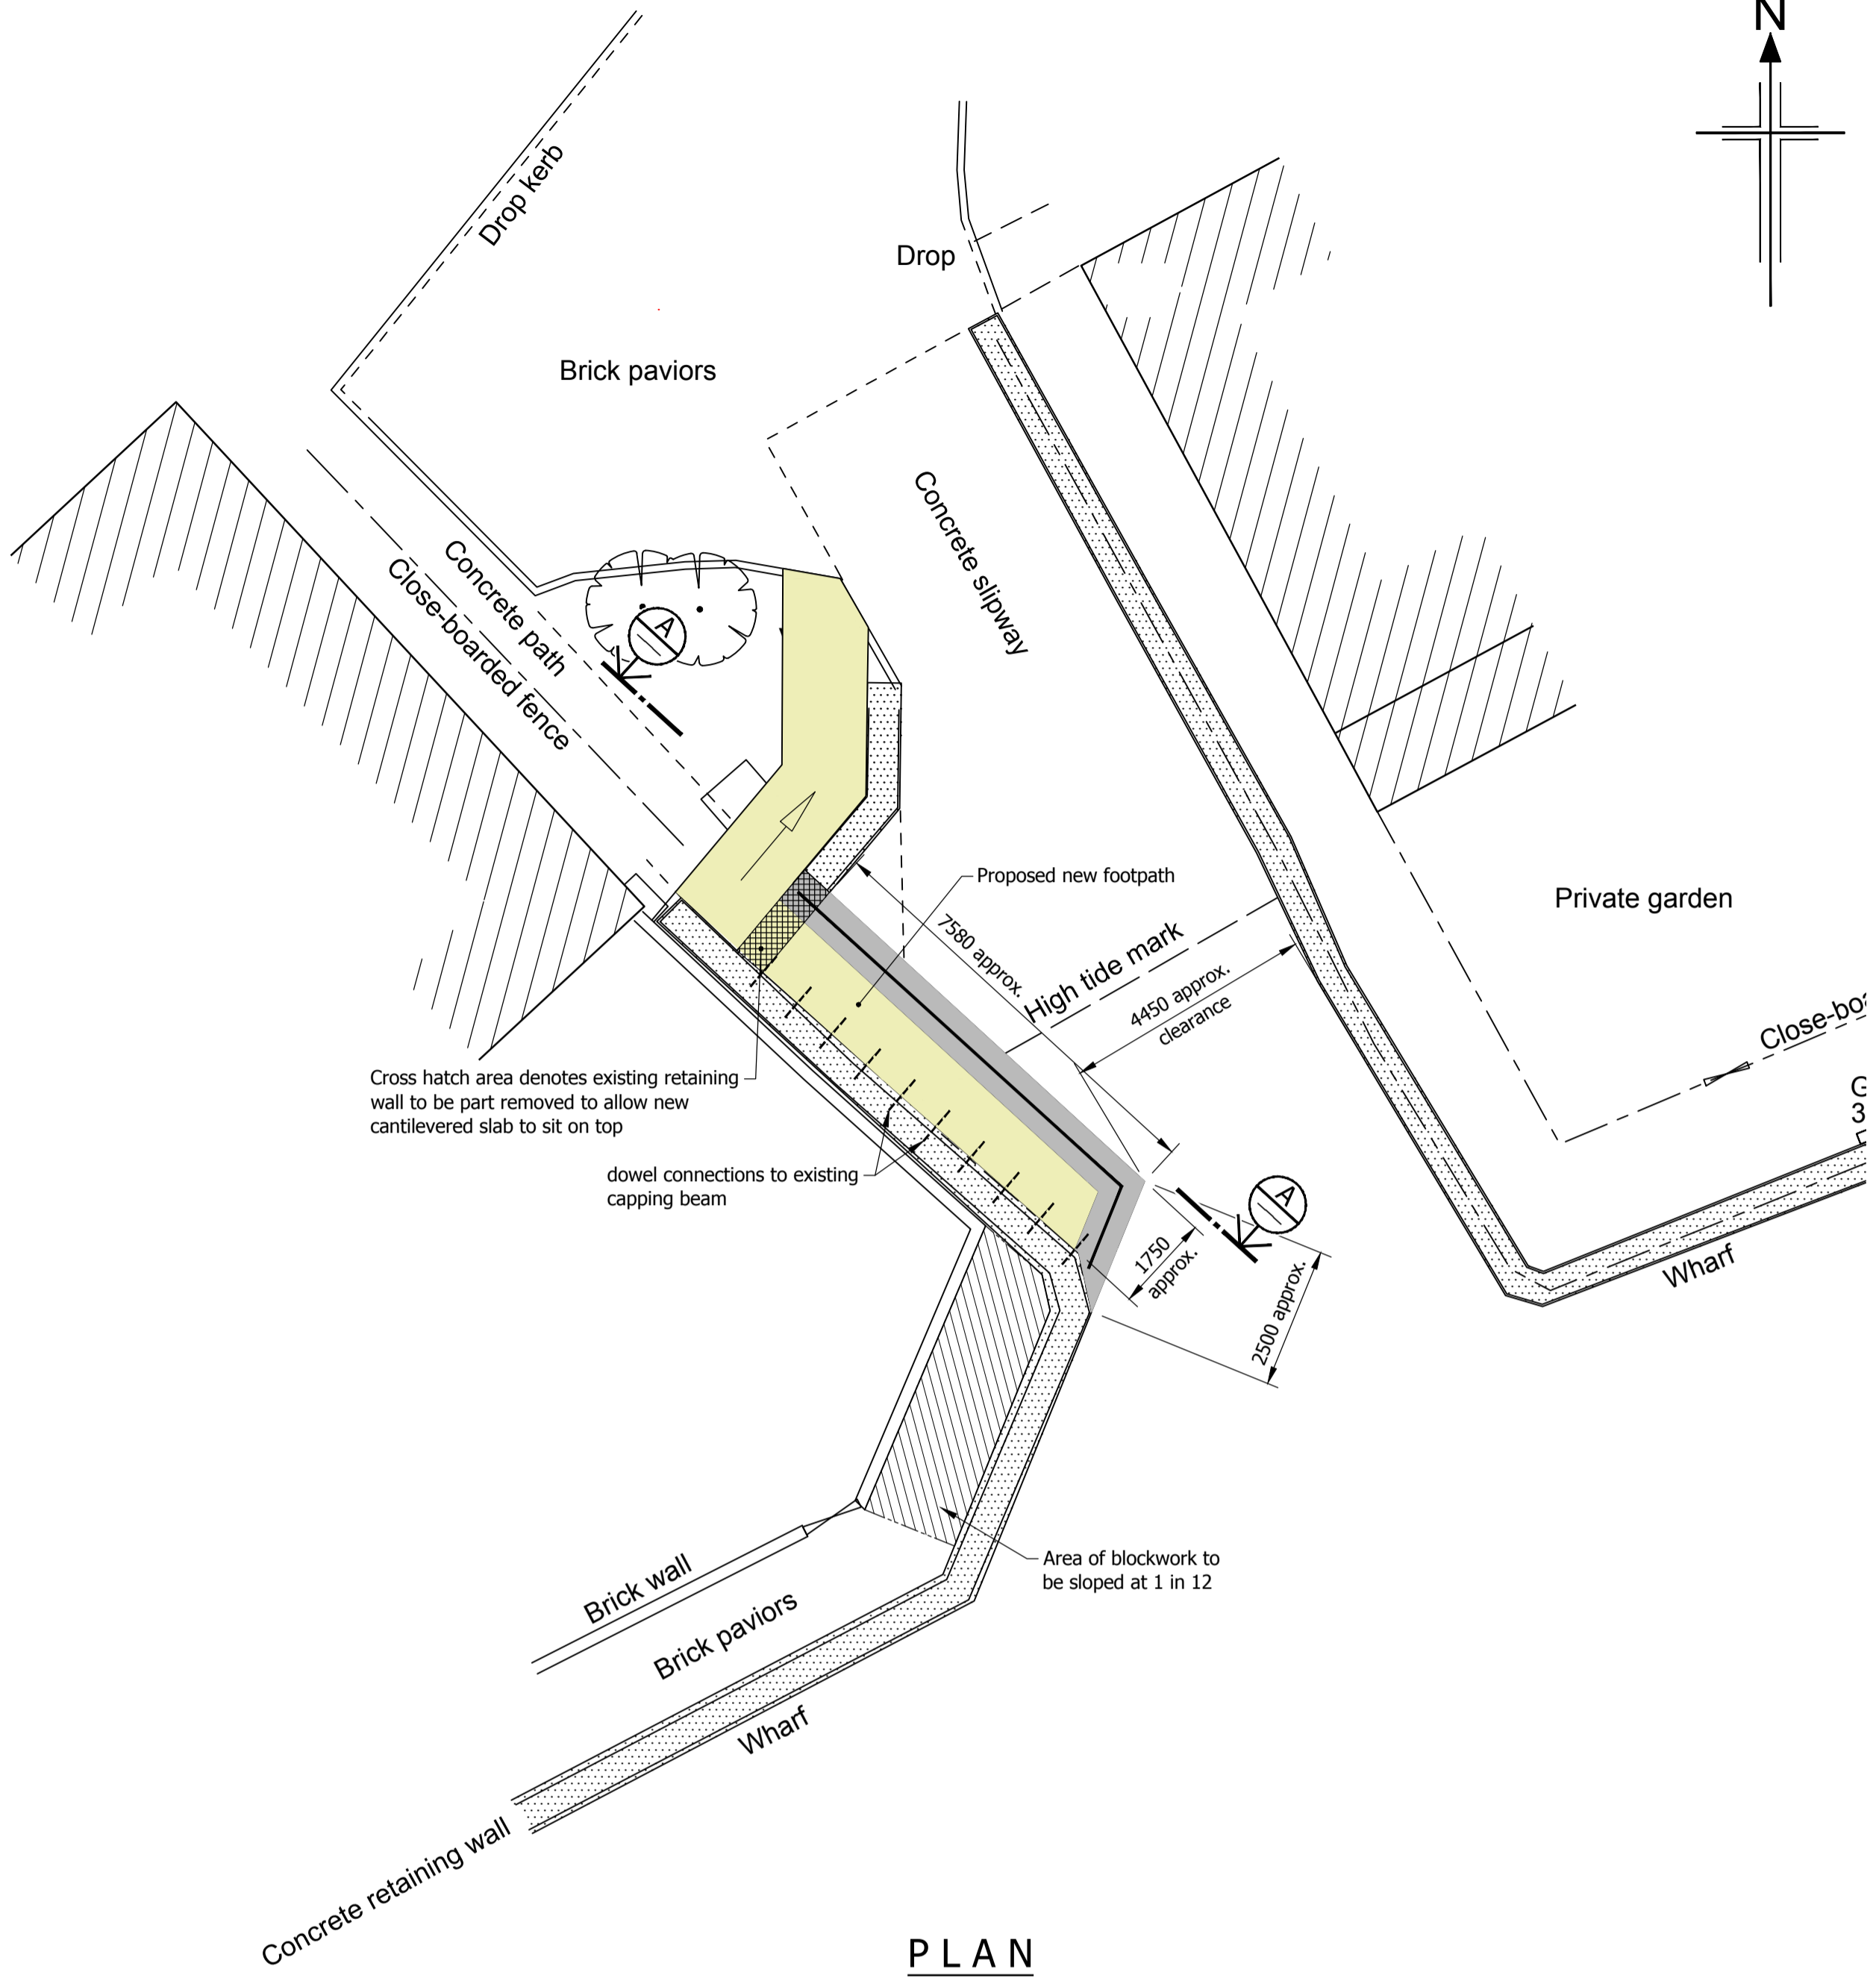 N
Drop kerb
Drop
Brick paviors
Concrete slipway
Concrete path
Close-boarded fence
A
Proposed new footpath
Private garden
7580 approx.
High tide mark
4450 approx.
clearance
Close-boa
G
3
Cross hatch area denotes existing retaining
wall to be part removed to allow new
cantilevered slab to sit on top
dowel connections to existing
capping beam
A
1750
approx.
2500 approx.
Wharf
Area of blockwork to
be sloped at 1 in 12
Brick wall
Brick paviors
Wharf
Concrete retaining wall
PLAN